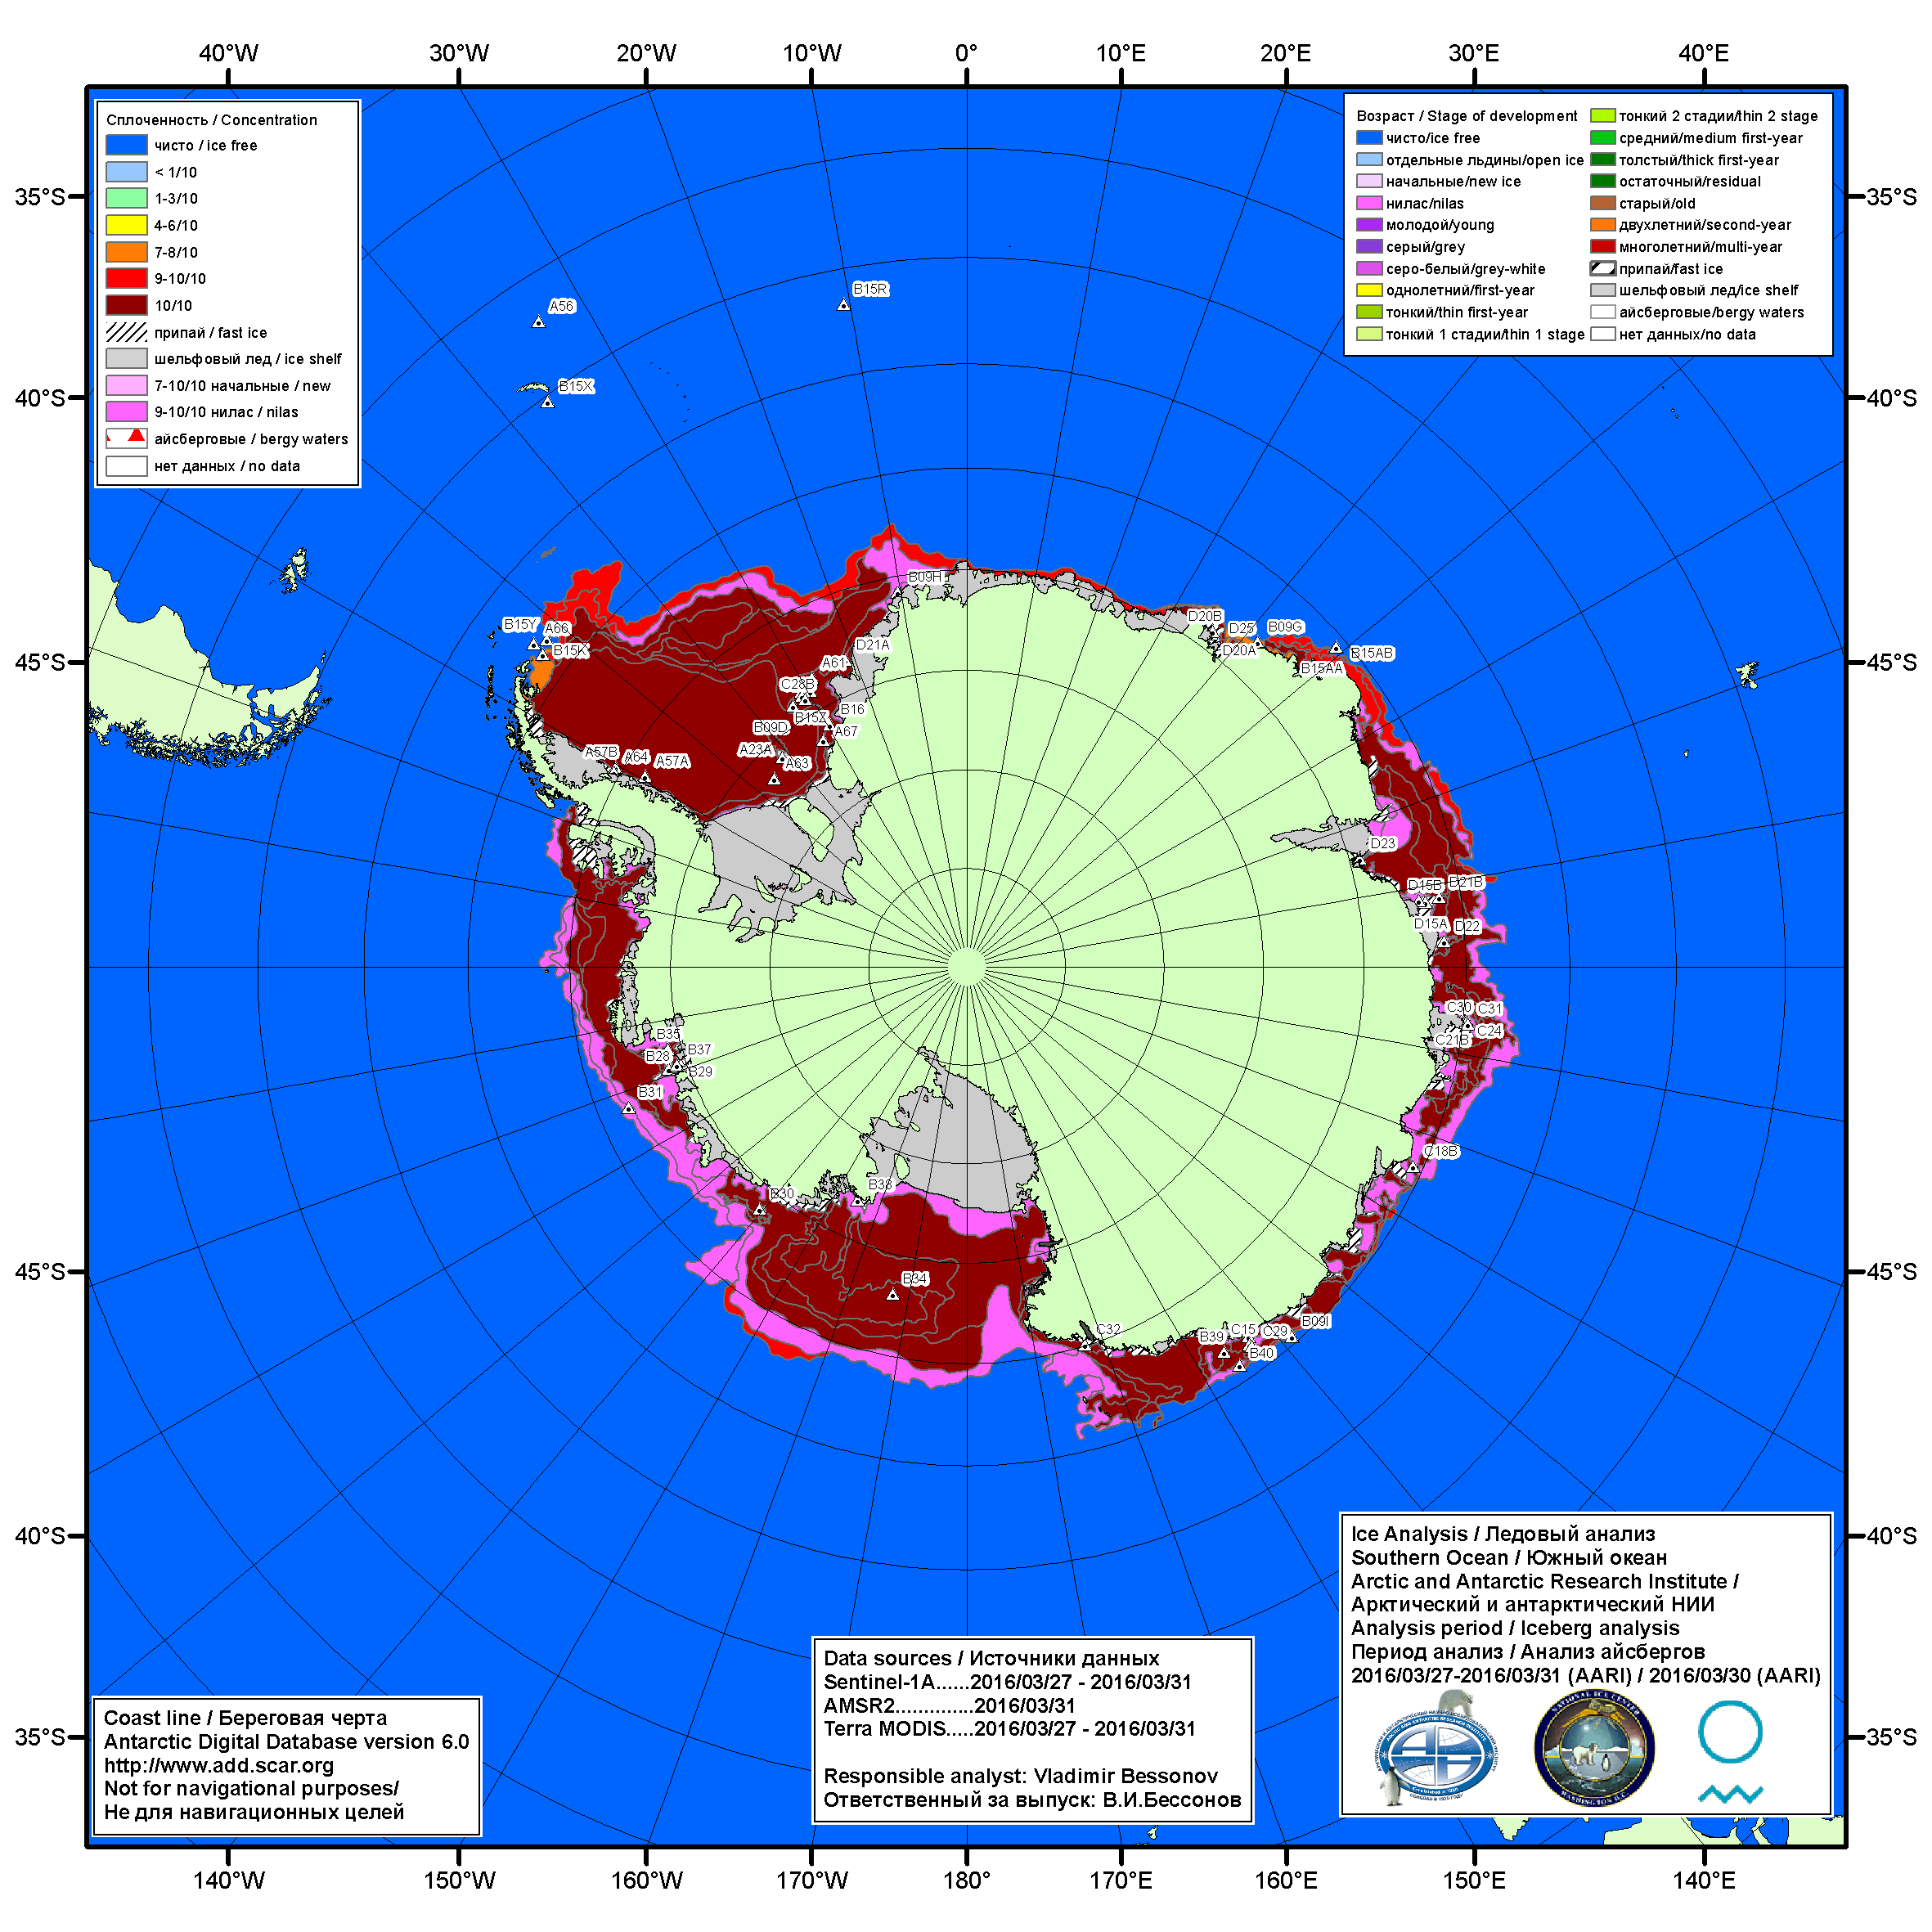 40°W
30°W
20°W
10°W
0°
10°E
20°E
30°E
40°E
35°S
40°S
45°S
45°S
40°S
35°S
35°S
40°S
45°S
45°S
40°S
35°S
Сплоченность / Concentration
чисто / ice free
< 1/10
1-3/10
4-6/10
7-8/10
9-10/10
10/10
припай / fast ice
шельфовый лед / ice shelf
7-10/10 начальные / new
9-10/10 нилас / nilas
айсберговые / bergy waters
нет данных / no data
Возраст / Stage of development
чисто/ice free
отдельные льдины/open ice
начальные/new ice
нилас/nilas
молодой/young
серый/grey
серо-белый/grey-white
однолетний/first-year
тонкий/thin first-year
тонкий 1 стадии/thin 1 stage
тонкий 2 стадии/thin 2 stage
средний/medium first-year
толстый/thick first-year
остаточный/residual
старый/old
двухлетний/second-year
многолетний/multi-year
припай/fast ice
шельфовый лед/ice shelf
айсберговые/bergy waters
нет данных/no data
B15R
A56
B15X
B09H
B15Y
A66
B15K
D21A
A61
C28B
B16
B15Z
B09D
A67
A23A
A63
A57B
A64
A57A
D20B
D25
B09G
D20A
B15AB
B15AA
D23
D15B
B21B
D15A
D22
C30
C31
C24
C21B
C18B
B35
B37
B28
B29
B31
B30
B38
B34
C32
B39
C15
C29
B09I
B40
Ice Analysis / Ледовый анализ
Southern Ocean / Южный океан
Arctic and Antarctic Research Institute /
Арктический и антарктический НИИ
Analysis period / Iceberg analysis
Период анализ / Анализ айсбергов
2016/03/27-2016/03/31 (AARI) / 2016/03/30 (AARI)
NATIONAL ICE CENTER
WASHINGTON D.C.
Data sources / Источники данных
Sentinel-1A......2016/03/27 - 2016/03/31
AMSR2..............2016/03/31
Terra MODIS.....2016/03/27 - 2016/03/31
Responsible analyst: Vladimir Bessonov
Ответственный за выпуск: В.И.Бессонов
Coast line / Береговая черта
Antarctic Digital Database version 6.0
http://www.add.scar.org
Not for navigational purposes/
Не для навигационных целей
140°W
150°W
160°W
170°W
180°
170°E
160°E
150°E
140°E